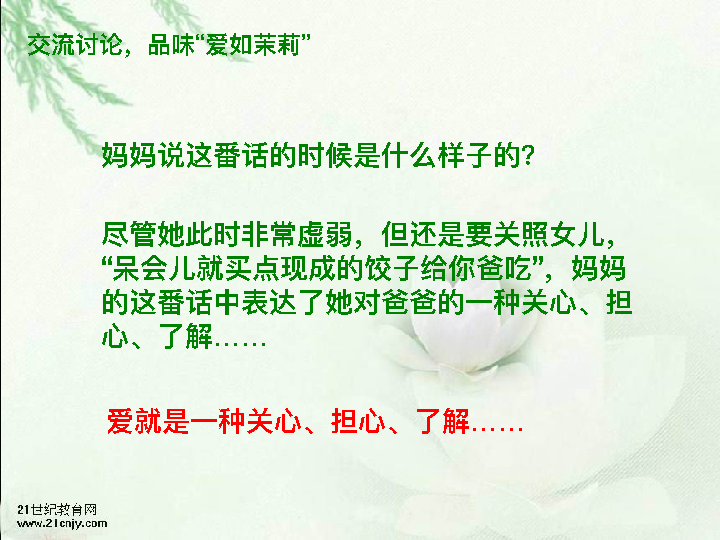 交流讨论，品味“爱如茉莉”
妈妈说这番话的时候是什么样子的？
尽管她此时非常虚弱，但还是要关照女儿，
“呆会儿就买点现成的饺子给你爸吃”，妈妈
的这番话中表达了她对爸爸的一种关心、担
心、了解……
爱就是一种关心、担心、了解……
21世纪教育网
www.21cnjy.com